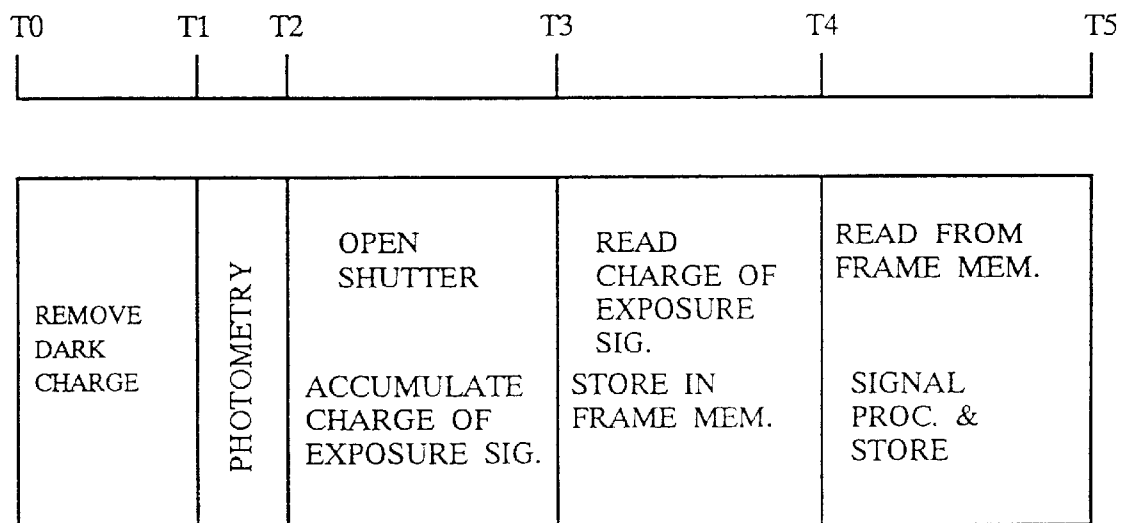 T0 T1 T2 T3 T4 T5
REMOVE
DARK
CHARGE
PHOTOMETRY
OPEN
SHUTTER
ACCUMULATE
CHARGE OF
EXPOSURE SIG.
READ
CHARGE OF
EXPOSURE
SIG.
STORE IN
FRAME MEM.
READ FROM
FRAME MEM.
SIGNAL
PROC. &
STORE